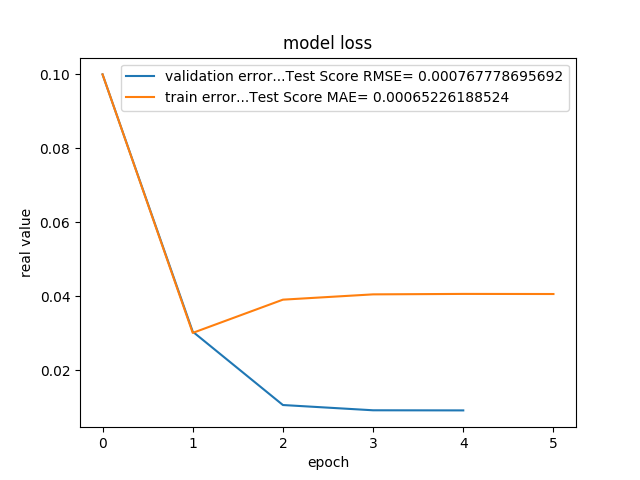 model loss
validation error...Test Score RMSE= 0.000767778695692
train error...Test Score MAE= 0.00065226188524
0.10
0.08
0.06
0.04
0.02
real value
0 1 2 3 4 5
epoch